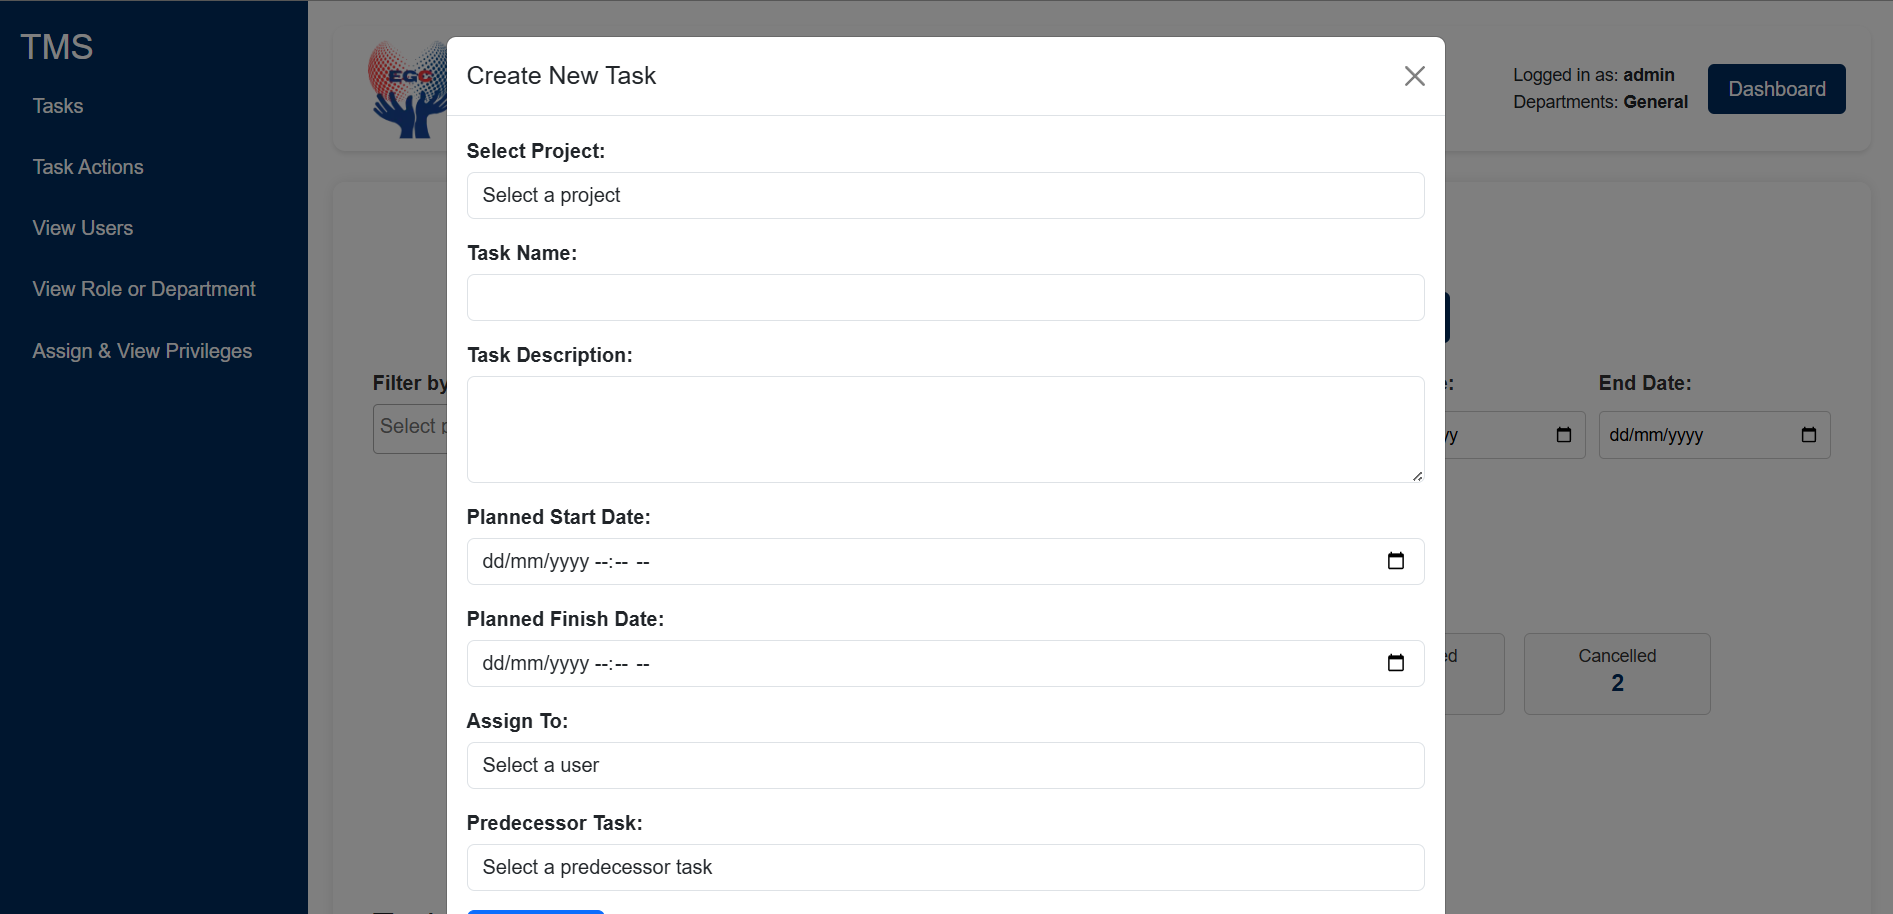 TMS
Tasks
Task Actions
View Users
View Role or Department
Assign & View Privileges
EGC
Logged in as: admin
Departments: General
Dashboard
Create New Task
Select Project:
Select a project
Task Name:
Task Description:
Planned Start Date:
dd/mm/yyyy --:-- --
Planned Finish Date:
dd/mm/yyyy --:-- --
Assign To:
Select a user
Predecessor Task:
Select a predecessor task
Filter by
Select
End Date:
dd/mm/yyyy
Cancelled
2